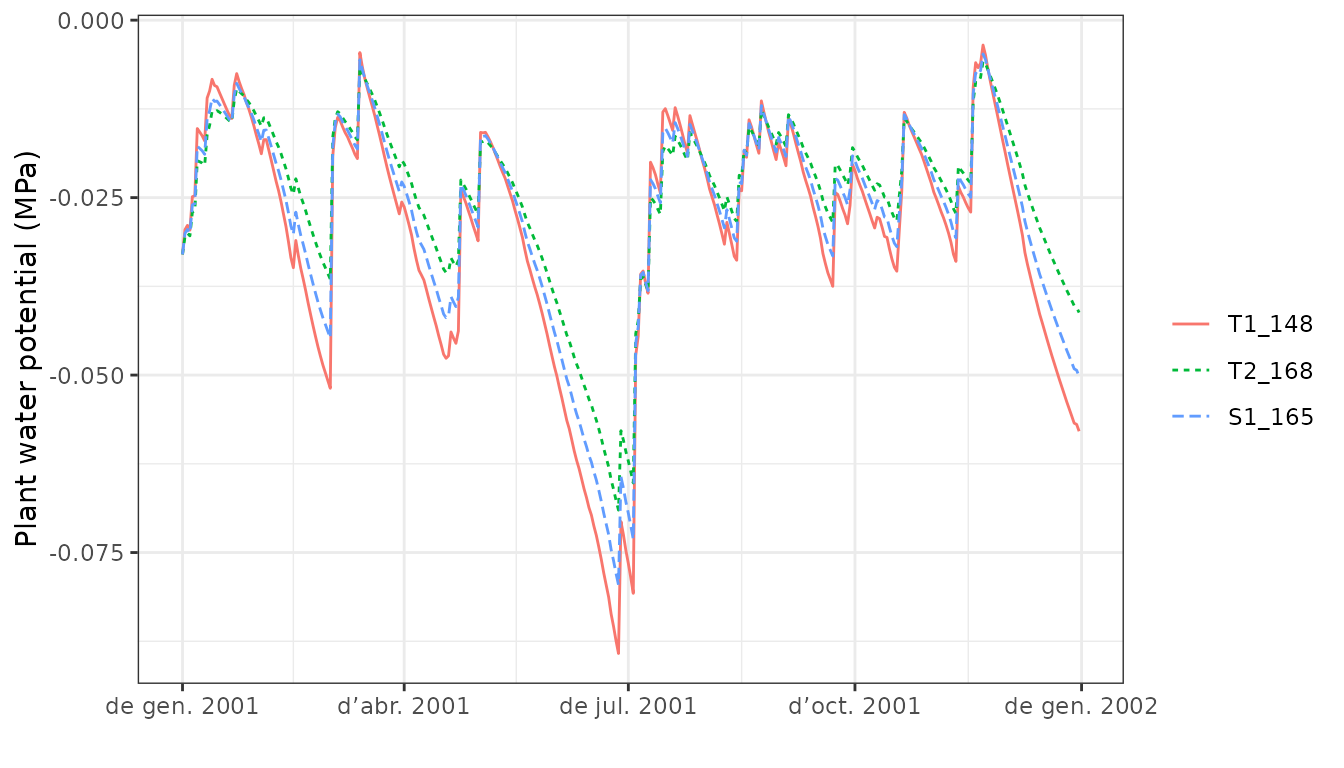 Plant water potential (MPa)
0.000
-0.025
-0.050
-0.075
de gen. 2001
d’abr. 2001
de jul. 2001
d’oct. 2001
de gen. 2002
T1_148
T2_168
S1_165